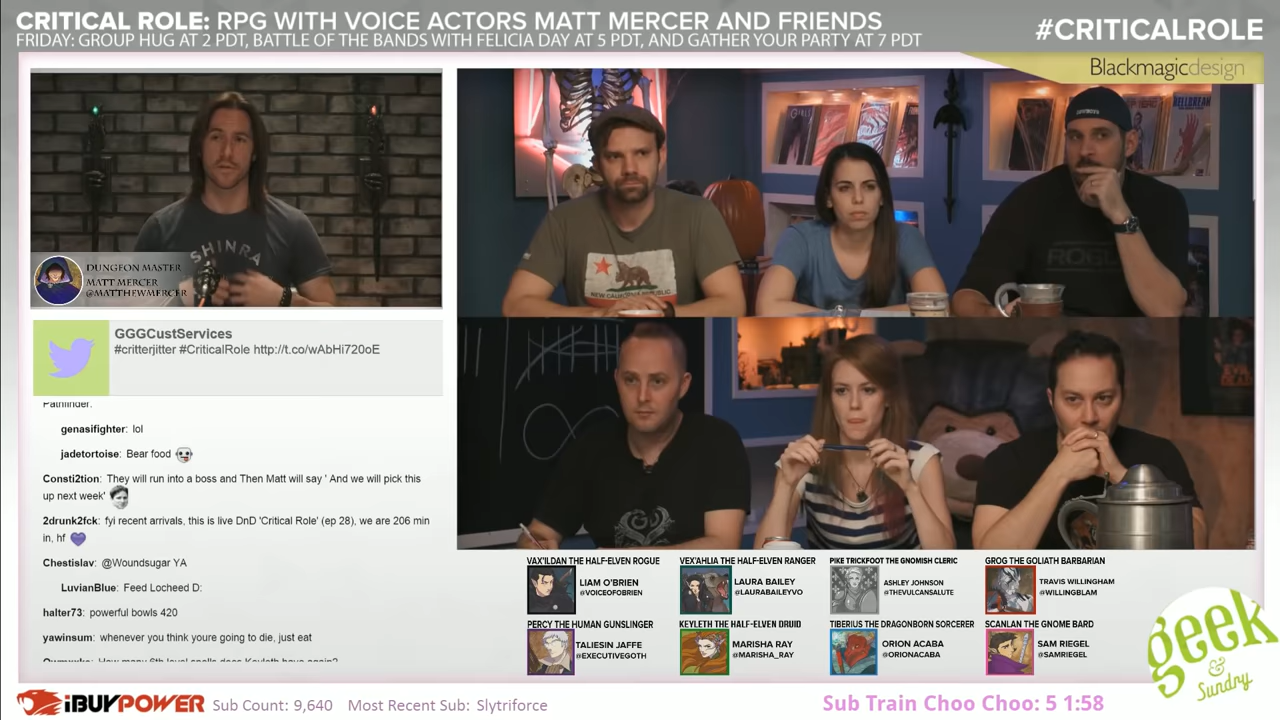 CRITICAL ROLE: RPG WITH VOICE ACTORS MATT MERCER AND FRIENDS
FRIDAY: GROUP HUG AT 2 PDT, BATTLE OF THE BANDS WITH FELICIA DAY AT 5 PDT, AND GATHER YOUR PARTY AT 7 PDT
#CRITICALROLE
Blackmagicdesign
SHINRA
DUNGEON MASTER
MATT MERCER
@MATTHEWMERCER
NEW CALIFORNIA REPUBLIC
GGGCustServices
#critterjitter #CriticalRole http://t.co/wAbHi720oE
Pathfinder.
genasifighter: lol
jadetortoise: Bear food
Consti2tion: They will run into a boss and Then Matt will say ' And we will pick this
up next week'
2drunk2fck: fyi recent arrivals, this is live DnD 'Critical Role' (ep 28), we are 206 min
in, hf
Chestislav: @Woundsugar YA
LuvianBlue: Feed Locheed D:
halter73: powerful bowls 420
yawinsum: whenever you think youre going to die, just eat
VAX'ILDAN THE HALF-ELVEN ROGUE
LIAM O'BRIEN
@VOICEOFOBRIEN
VEX'AHLIA THE HALF-ELVEN RANGER
LAURA BAILEY
@LAURABAILEYVO
PIKE TRICKFOOT THE GNOMISH CLERIC
ASHLEY JOHNSON
@THEVULCANSALUTE
GROG THE GOLIATH BARBARIAN
TRAVIS WILLINGHAM
@WILLINGBLAM
PERCY THE HUMAN GUNSLINGER
TALIESIN JAFFE
@EXECUTIVEGOTH
KEYLETH THE HALF-ELVEN DRUID
MARISHA RAY
@MARISHA_RAY
TIBERIUS THE DRAGONBORN SORCERER
ORION ACABA
@ORIONACABA
SCANLAN THE GNOME BARD
SAM RIEGEL
@SAMRIEGEL
geek
&
Sundry
iBUYPOWER
Sub Count: 9,640 Most Recent Sub: Slytriforce
Sub Train Choo Choo: 5 1:58